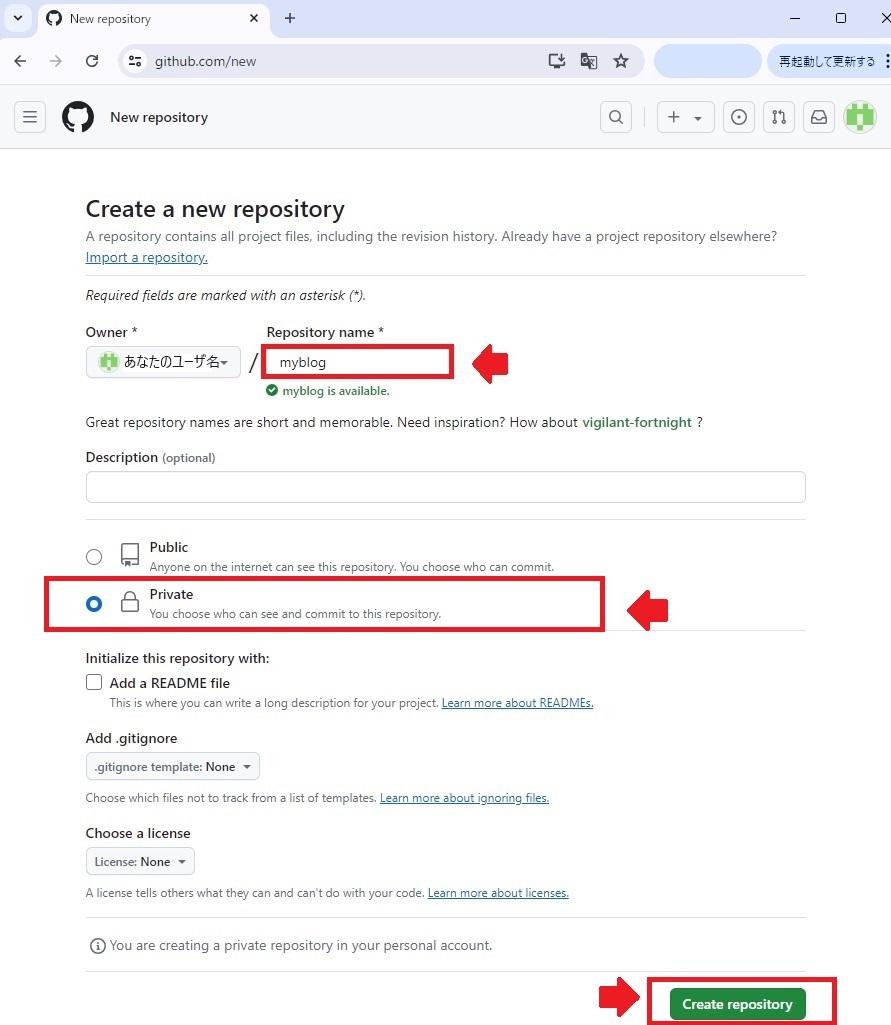 New repository
github.com/new
再起動して更新する
New repository
Create a new repository
A repository contains all project files, including the revision history. Already have a project repository elsewhere?
Import a repository.
Required fields are marked with an asterisk (*).
Owner *
Repository name *
あなたのユーザ名
/
myblog
myblog is available.
Great repository names are short and memorable. Need inspiration? How about vigilant-fortnight ?
Description (optional)
Public
Anyone on the internet can see this repository. You choose who can commit.
Private
You choose who can see and commit to this repository.
Initialize this repository with:
Add a README file
This is where you can write a long description for your project. Learn more about READMEs.
Add .gitignore
.gitignore template: None
Choose which files not to track from a list of templates. Learn more about ignoring files.
Choose a license
License: None
A license tells others what they can and can't do with your code. Learn more about licenses.
You are creating a private repository in your personal account.
Create repository